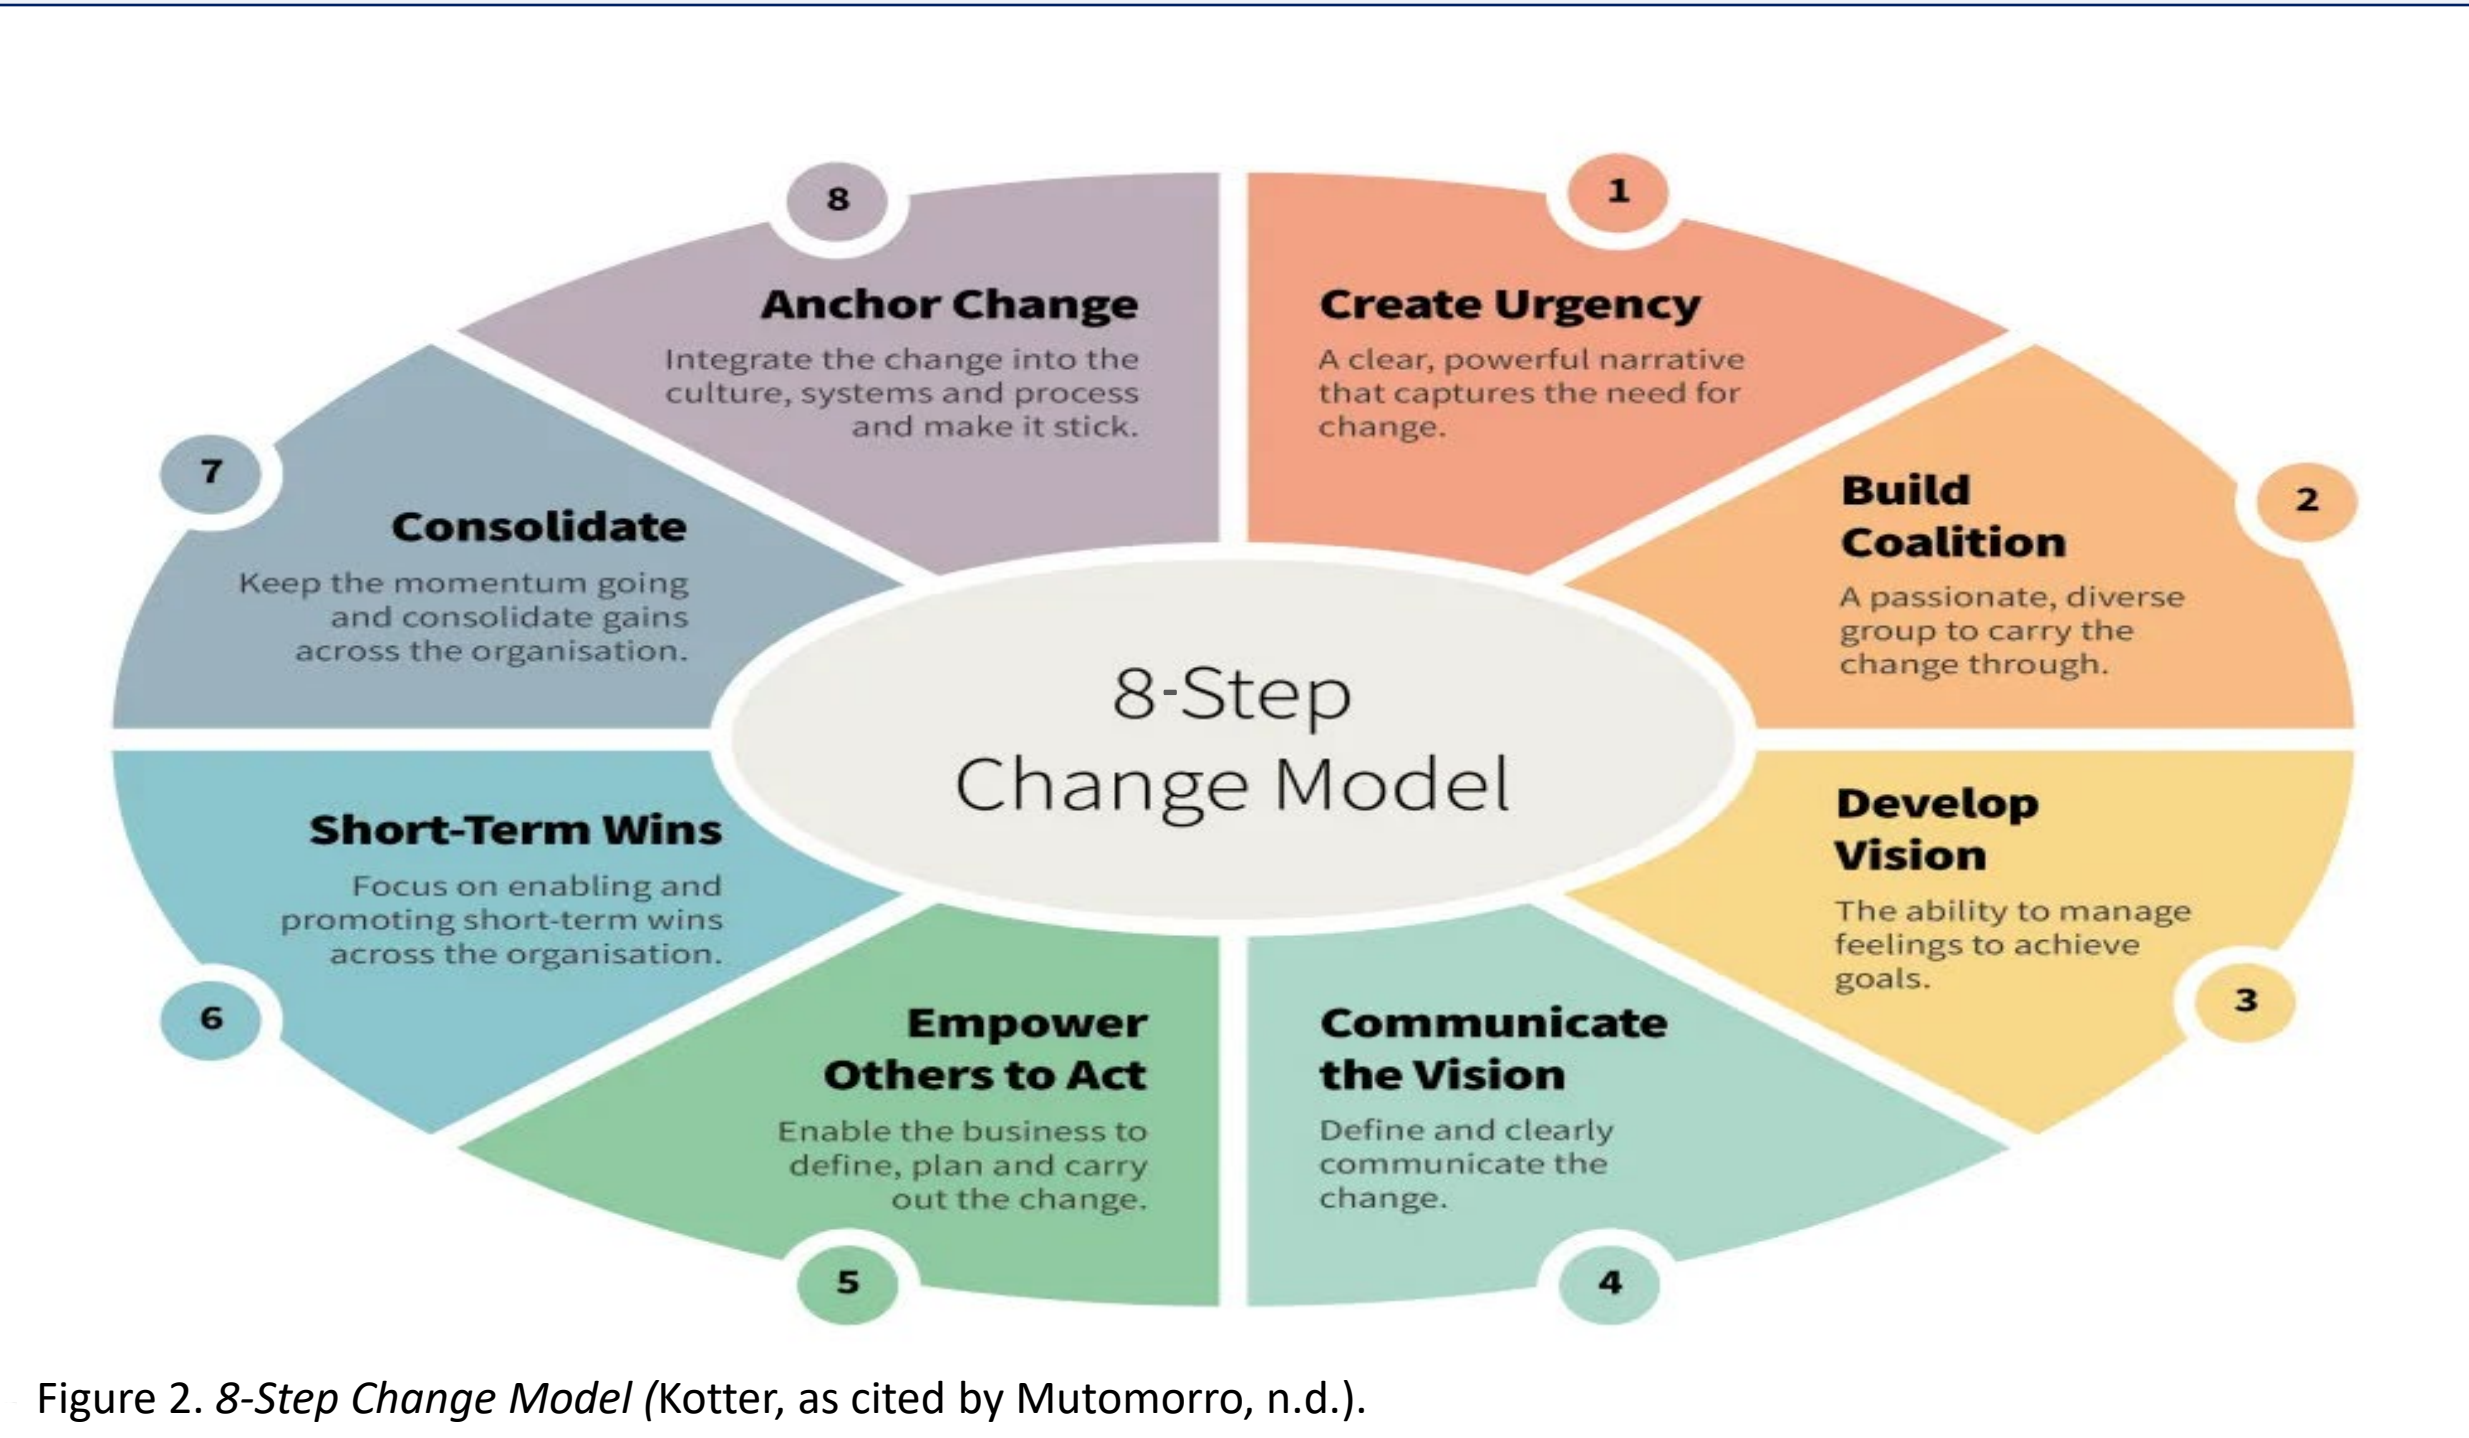 1
Create Urgency
A clear, powerful narrative
that captures the need for
change.
2
Build
Coalition
A passionate, diverse
group to carry the
change through.
3
Develop
Vision
The ability to manage
feelings to achieve
goals.
4
Communicate
the Vision
Define and clearly
communicate the
change.
5
Empower
Others to Act
Enable the business to
define, plan and carry
out the change.
6
Short-Term Wins
Focus on enabling and
promoting short-term wins
across the organisation.
7
Consolidate
Keep the momentum going
and consolidate gains
across the organisation.
8
Anchor Change
Integrate the change into the
culture, systems and process
and make it stick.
8-Step
Change Model
Figure 2. 8-Step Change Model (Kotter, as cited by Mutomorro, n.d.).